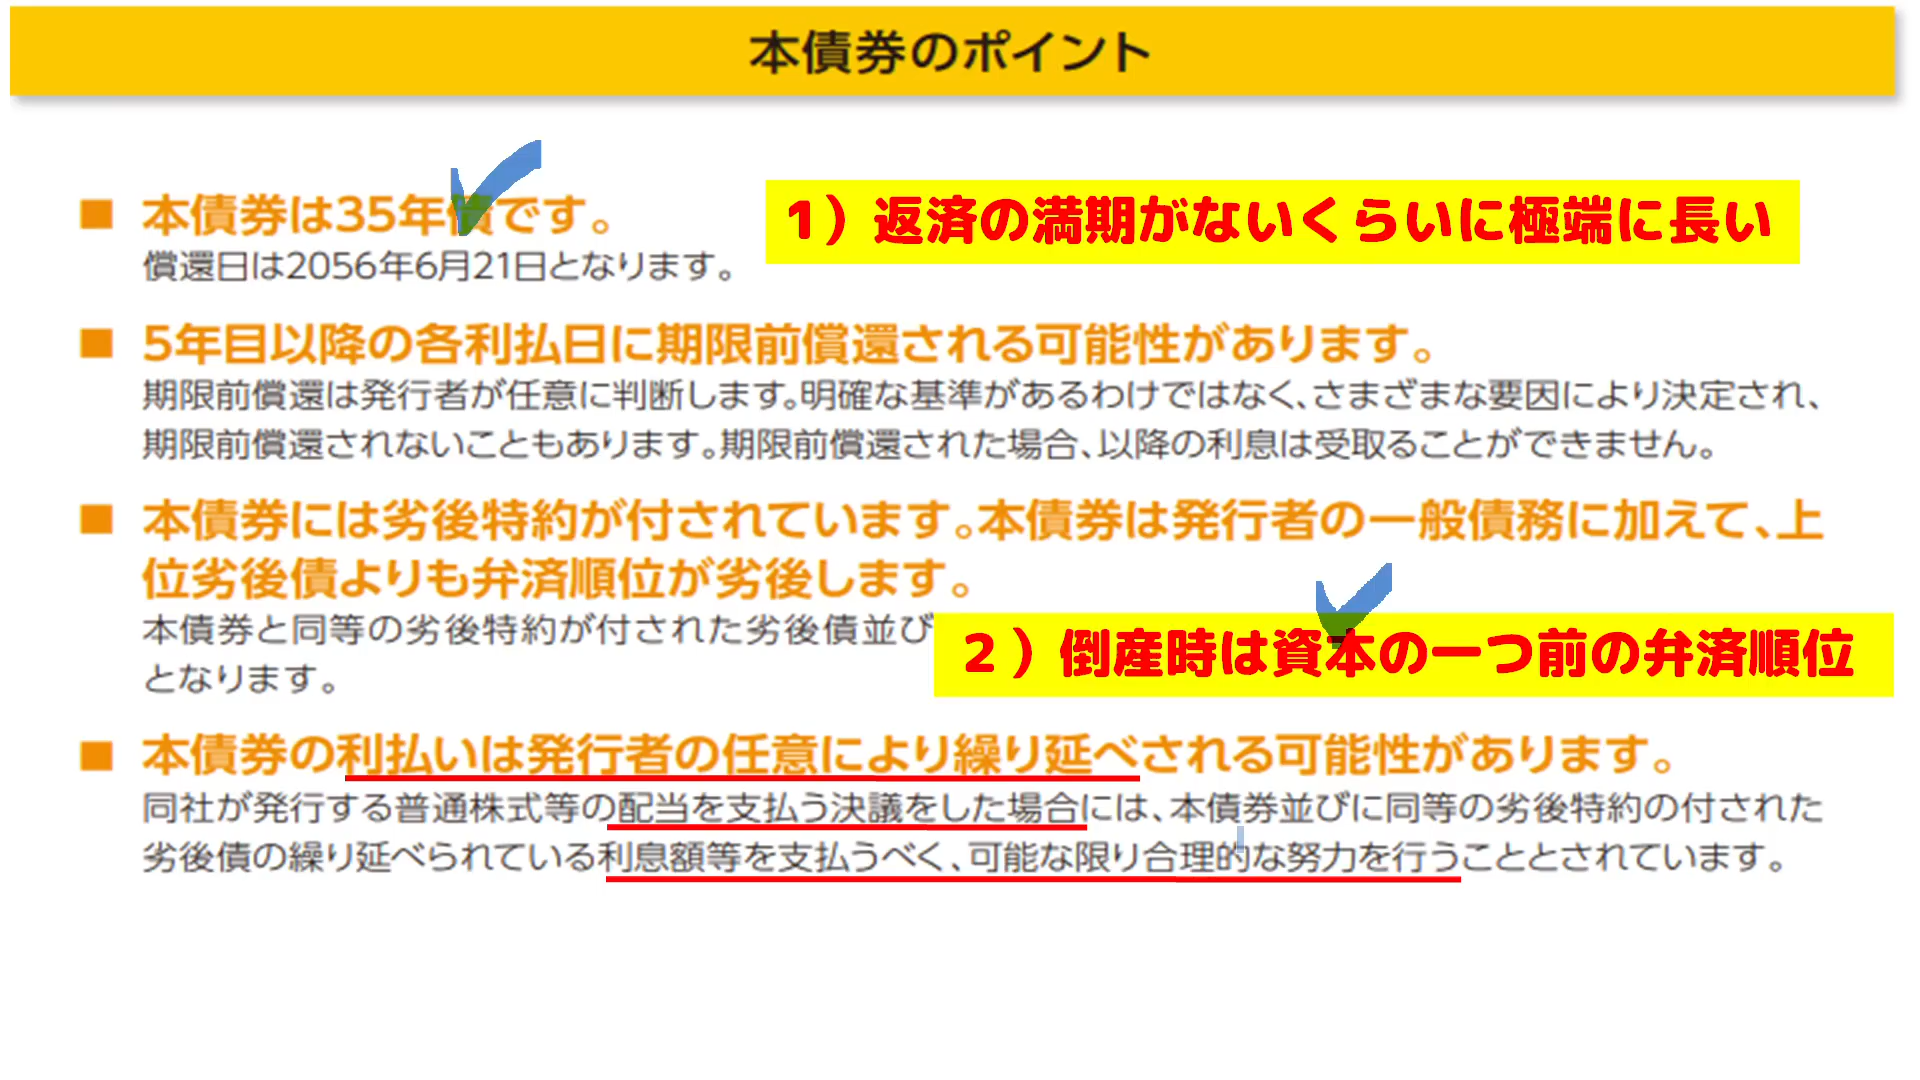 本債券のポイント
■ 本債券は35年債です。
1）返済の満期がないくらいに極端に長い
償還日は2056年6月21日となります。
■ 5年目以降の各利払日に期限前償還される可能性があります。
期限前償還は発行者が任意に判断します。明確な基準があるわけではなく、さまざまな要因により決定され、
期限前償還されないこともあります。期限前償還された場合、以降の利息は受取ることができません。
■ 本債券には劣後特約が付されています。本債券は発行者の一般債務に加えて、上
位劣後債よりも弁済順位が劣後します。
本債券と同等の劣後特約が付された劣後債並び
2）倒産時は資本の一つ前の弁済順位
となります。
■ 本債券の利払いは発行者の任意により繰り延べされる可能性があります。
同社が発行する普通株式等の配当を支払う決議をした場合には、本債券並びに同等の劣後特約の付された
劣後債の繰り延べられている利息額等を支払うべく、可能な限り合理的な努力を行うこととされています。